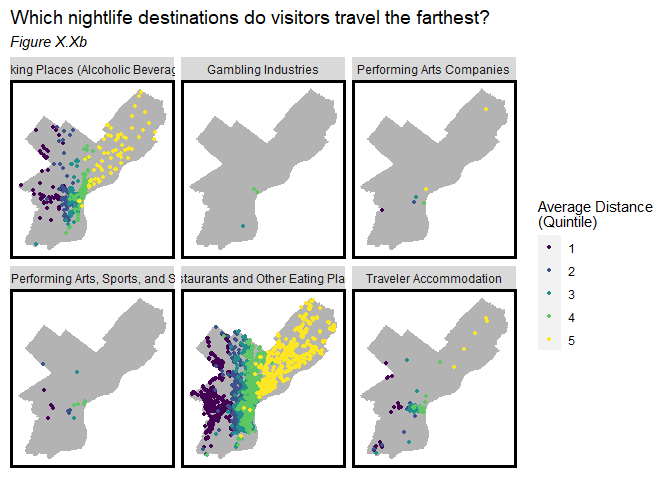 Which nightlife destinations do visitors travel the farthest?
Figure X.Xb
king Places (Alcoholic Beverag
Gambling Industries
Performing Arts Companies
Performing Arts, Sports, and S
staurants and Other Eating Pla
Traveler Accommodation
Average Distance
(Quintile)
1
2
3
4
5